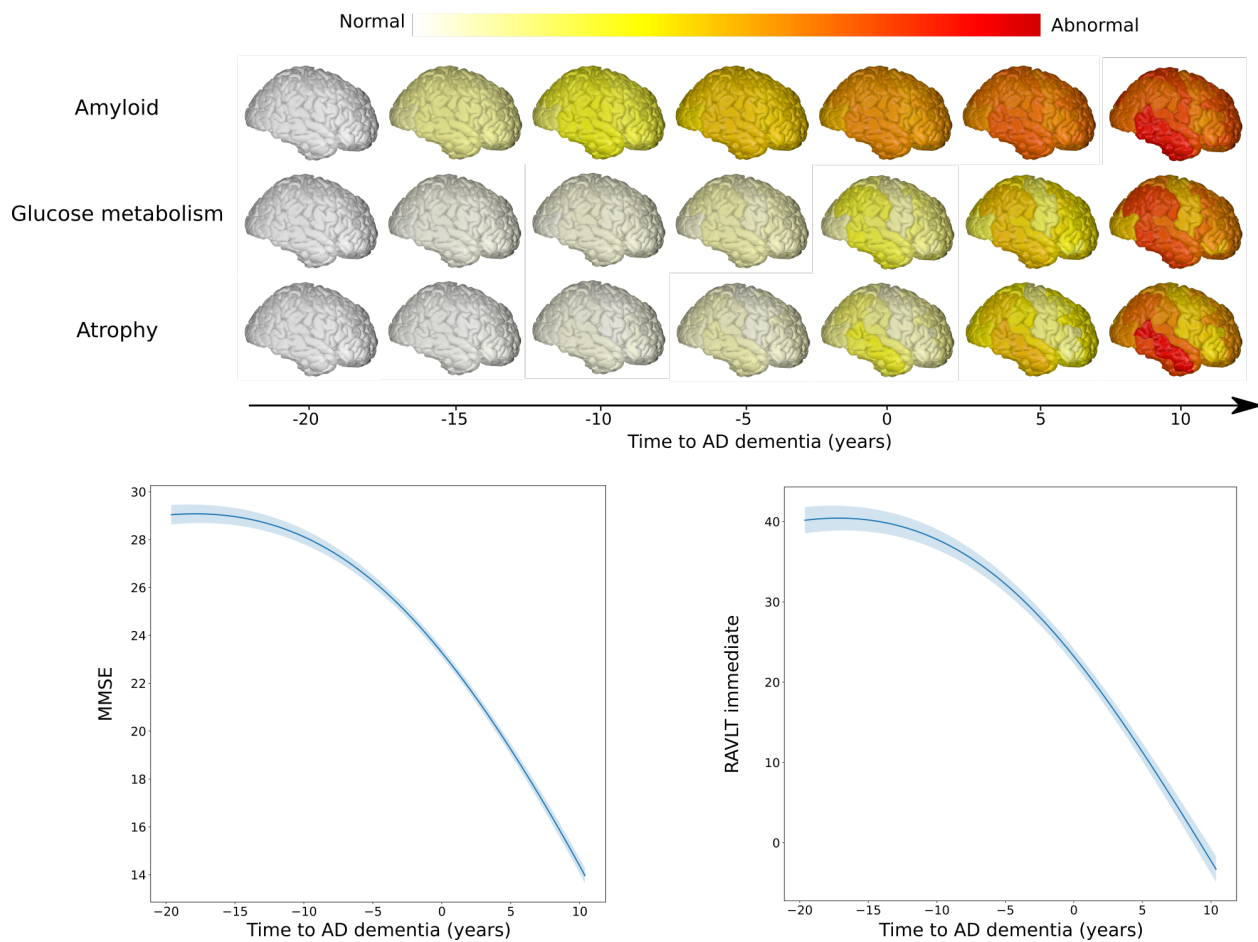 Normal Abnormal
Amyloid
Glucose metabolism
Atrophy
-20 -15 -10 -5 0 5 10
Time to AD dementia (years)
30
28
26
24
22
20
18
16
14
MMSE
−20 −15 −10 −5 0 5 10
Time to AD dementia (years)
40
30
20
10
0
RAVLT immediate
−20 −15 −10 −5 0 5 10
Time to AD dementia (years)